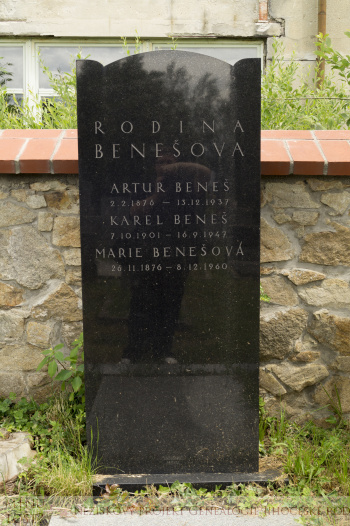 RODINA
BENEŠOVA
ARTUR BENEŠ
2.2.1876 – 13.12.1937
KAREL BENEŠ
7.10.1901 – 16.9.1947
MARIE BENEŠOVÁ
26.11.1876 – 8.12.1960